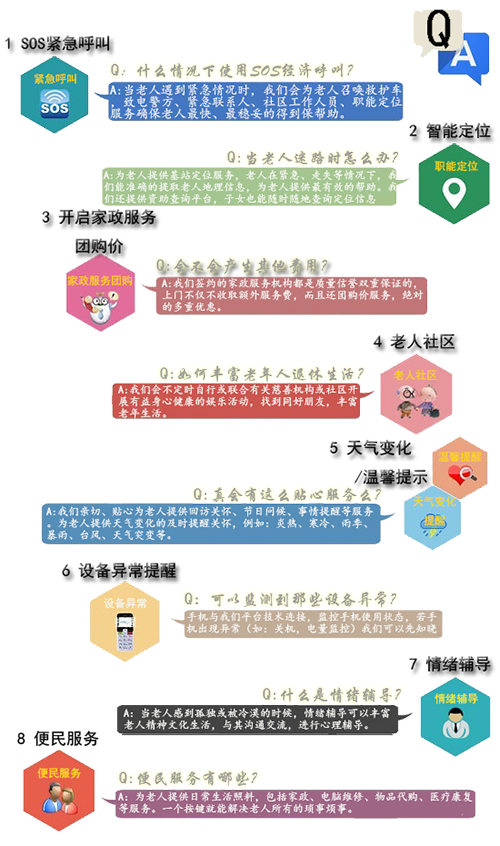 Q
A
1 SOS紧急呼叫
紧急呼叫
SOS
Q: 什么情况下使用SOS经济呼叫?
A:当老人遇到紧急情况时，我们会为老人召唤救护车
，致电警方、紧急联系人、社区工作人员、职能定位
服务确保老人最快、最稳妥的得到保帮助。
2 智能定位
职能定位
Q:当老人迷路时怎么办?
A:为老人提供基站定位服务，老人在紧急、走失等情况下，我
们能准确的提取老人地理信息，为老人提供最有效的帮助。我
们还提供资助查询平台，子女也能随时随地查询定位信息
3 开启家政服务
团购价
家政服务团购
Q:会不会产生其他费用?
A:我们签约的家政服务机构都是质量信誉双重保证的，
上门不仅不收取额外服务费，而且还团购价服务，绝对
的多重优惠。
4 老人社区
老人社区
Q:如何丰富老年人退休生活?
A:我们会不定时自行或联合有关慈善机构或社区开
展有益身心健康的娱乐活动，找到同好朋友，丰富
老年生活。
5 天气变化
/温馨提示
温馨提醒
天气变化
提醒
Q:真会有这么贴心服务么?
A:我们亲切、贴心为老人提供回访关怀、节日问候、事情提醒等服务
。为老人提供天气变化的及时提醒关怀，例如：炎热、寒冷、雨季、
暴雨、台风、天气灾变等。
6 设备异常提醒
设备异常
Q: 可以监测到那些设备异常?
手机与我们平台技术连接，监控手机使用状态，若手
机出现异常（如：关机，电量监控）我们可以先知晓
7 情绪辅导
情绪辅导
Q:什么是情绪辅导?
A: 当老人感到孤独或被冷漠的时候，情绪辅导可以丰富
老人精神文化生活，与其沟通交流，进行心理辅导。
8 便民服务
便民服务
Q:便民服务有哪些?
A: 为老人提供日常生活照料，包括家政、电脑维修、物品代购、医疗康复
等服务。一个按键就能解决老人所有的琐事烦事。